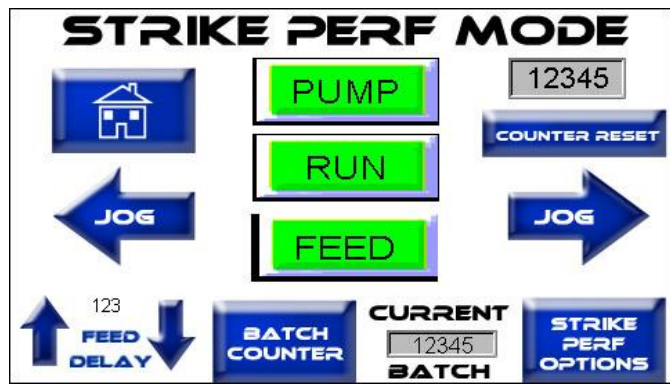 STRIKE PERF MODE
PUMP
12345
COUNTER RESET
RUN
JOG
JOG
FEED
123
FEED
DELAY
BATCH
COUNTER
CURRENT
12345
BATCH
STRIKE
PERF
OPTIONS